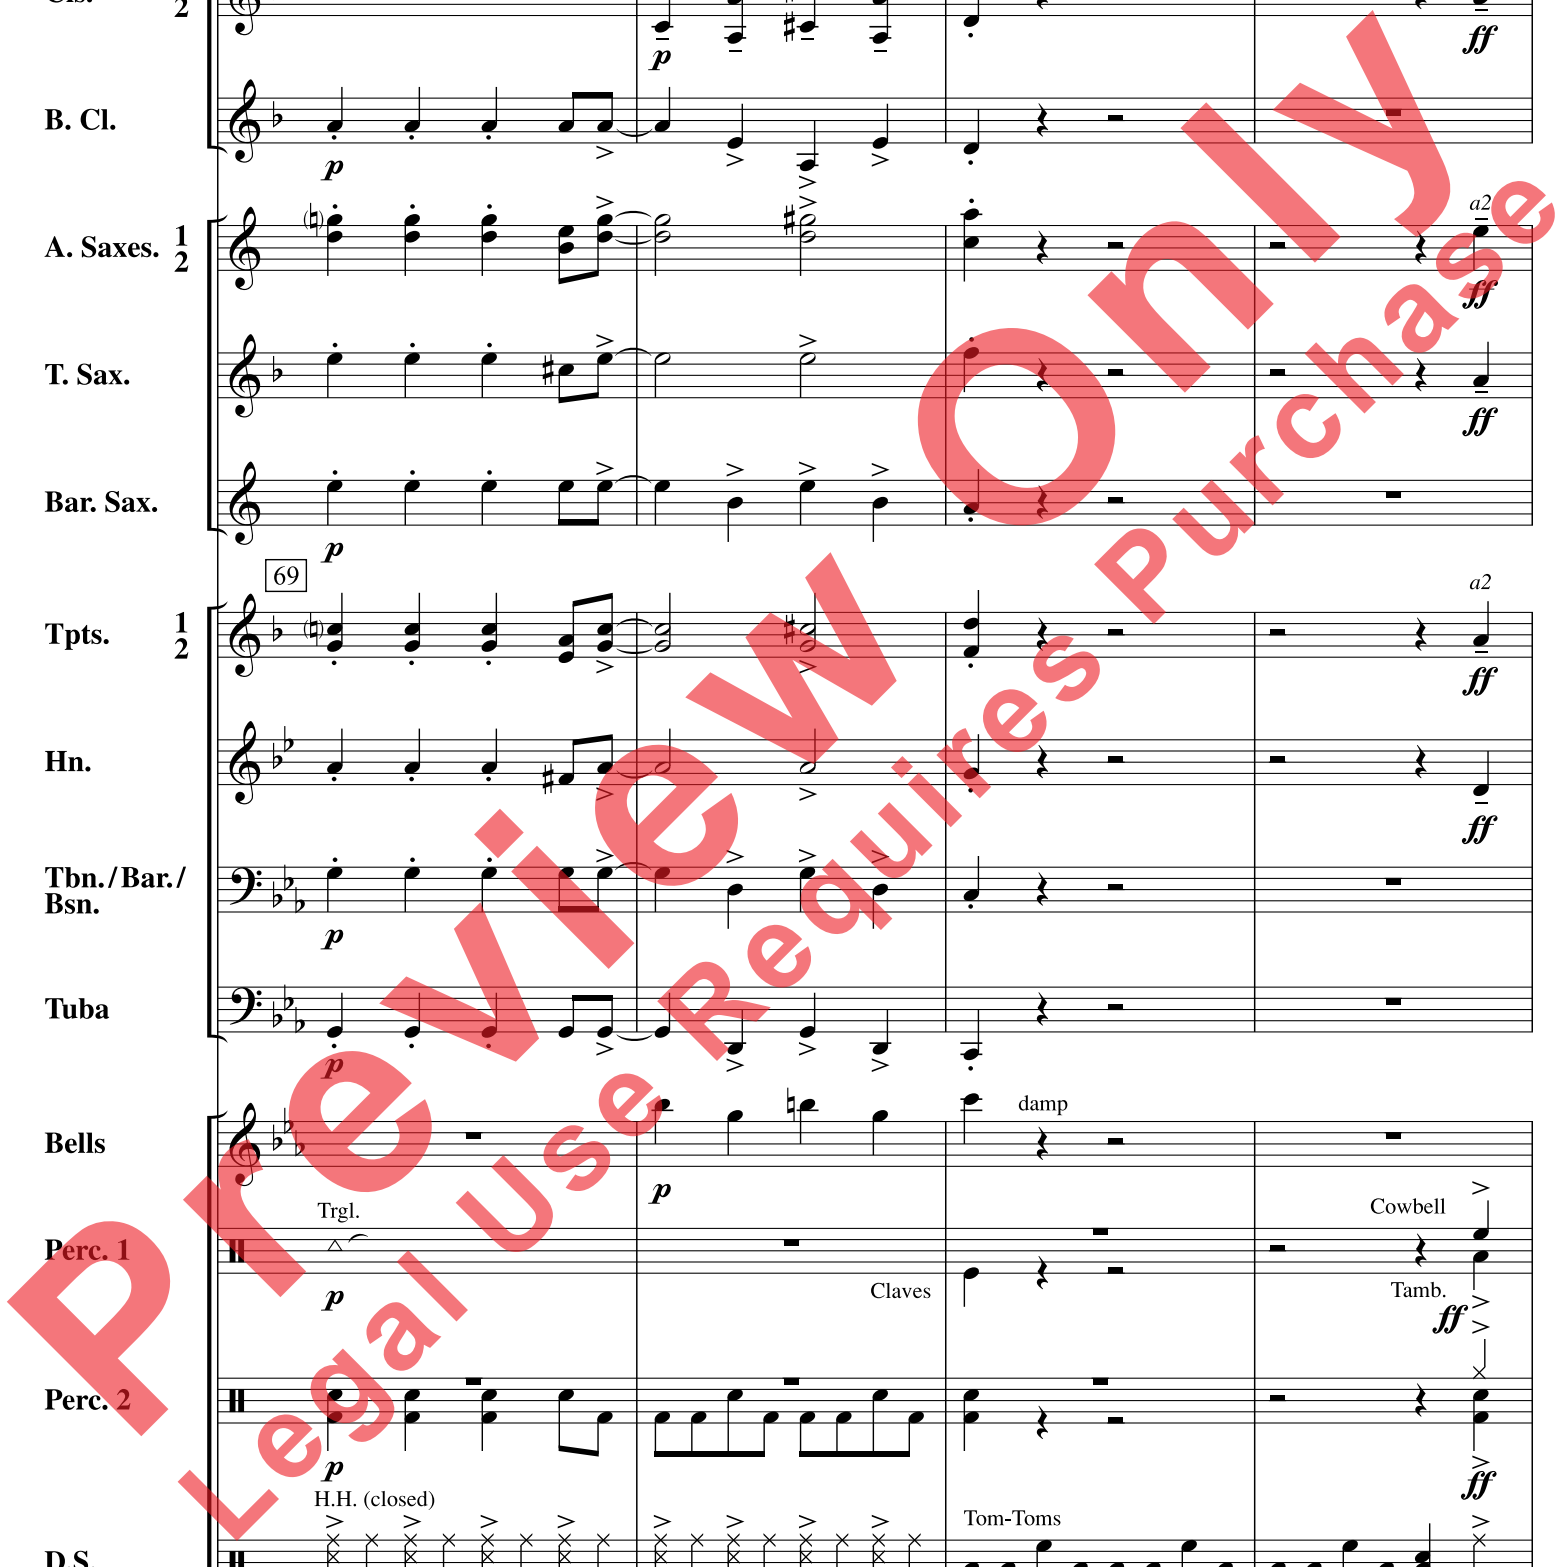 2
p
ff
B. Cl.
p
A. Saxes. 1
2
a2
ff
T. Sax.
ff
Bar. Sax.
p
69
Tpts. 1
2
a2
ff
Hn.
ff
Tbn./Bar./
Bsn.
p
Tuba
p
Bells
damp
p
Trgl.
Cowbell
Perc. 1
p
Claves
Tamb.
ff
Perc. 2
p
ff
H.H. (closed)
Tom-Toms
D.S.
Preview Only
Legal Use Requires Purchase